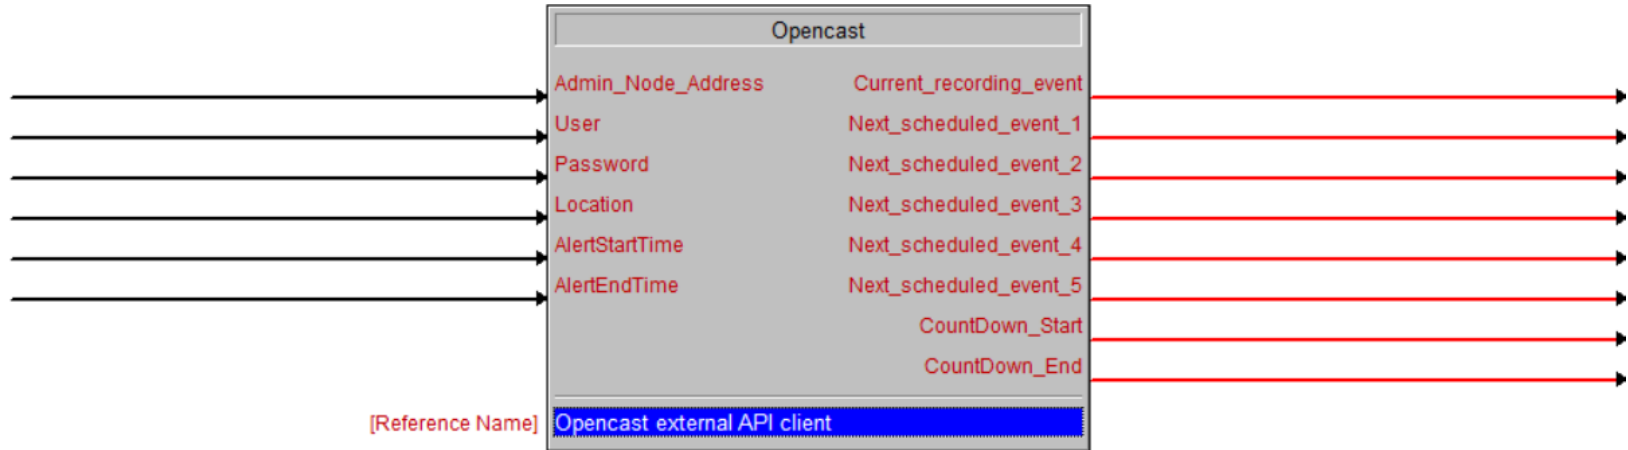 Opencast
Admin_Node_Address Current_recording_event
User Next_scheduled_event_1
Password Next_scheduled_event_2
Location Next_scheduled_event_3
AlertStartTime Next_scheduled_event_4
AlertEndTime Next_scheduled_event_5
CountDown_Start
CountDown_End
[Reference Name] Opencast external API client